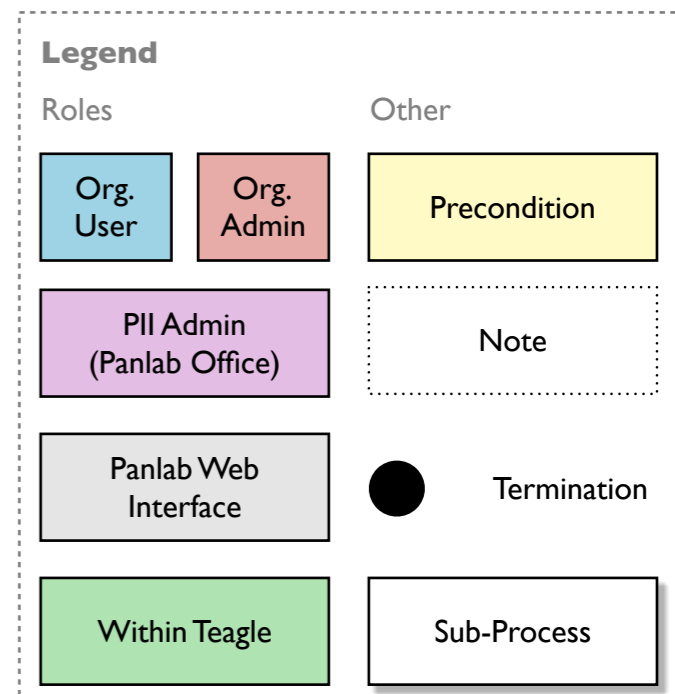 Legend
Roles
Other
Org.
User
Org.
Admin
Precondition
PII Admin
(Panlab Office)
Note
Panlab Web
Interface
Termination
Within Teagle
Sub-Process